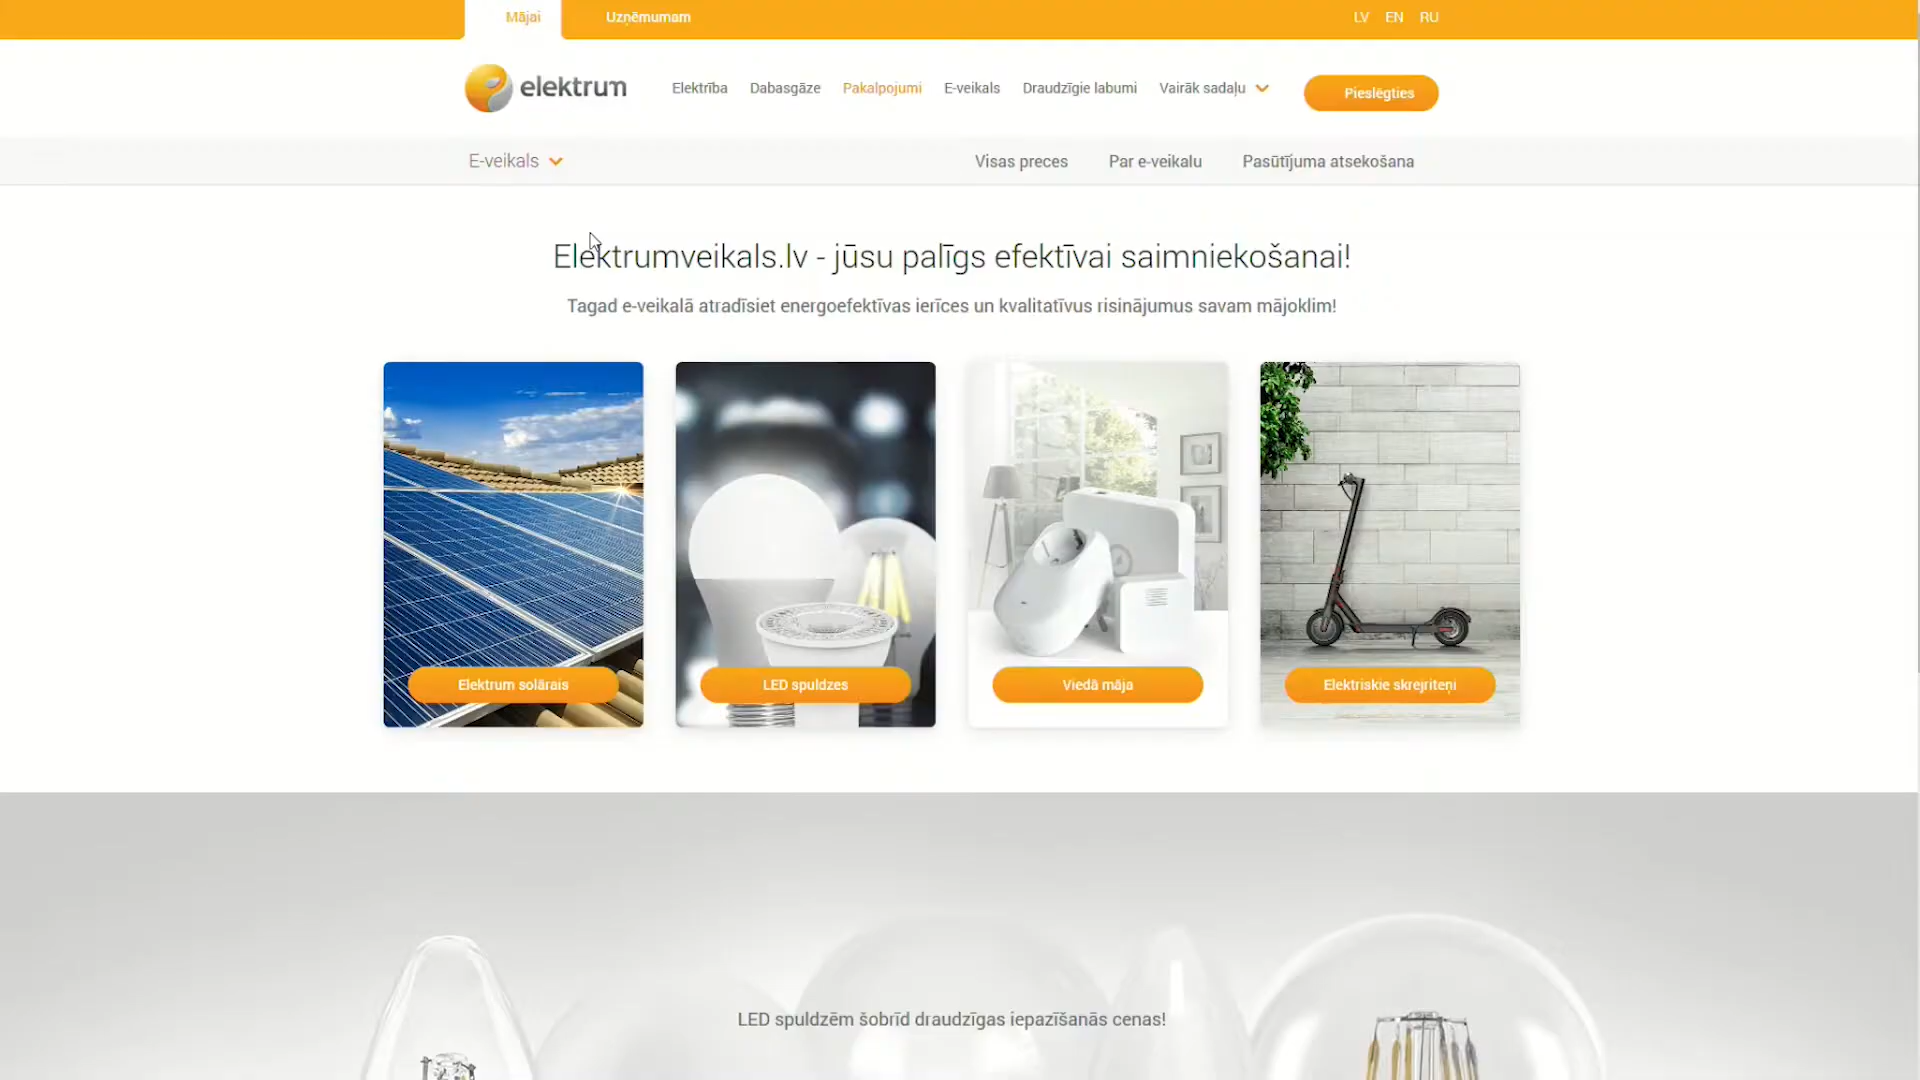 Mājai
Uzņēmumam
LV EN RU
elektrum
Elektrība
Dabasgāze
Pakalpojumi
E-veikals
Draudzīgie labumi
Vairāk sadaļu
Pieslēgties
E-veikals
Visas preces
Par e-veikalu
Pasūtījuma atsekošana
Elektrumveikals.lv - jūsu palīgs efektīvai saimniekošanai!
Tagad e-veikalā atradīsiet energoefektīvas ierīces un kvalitatīvus risinājumus savam mājoklim!
Elektrum solārais
LED spuldzes
Viedā māja
Elektriskie skrejriteņi
LED spuldzēm šobrīd draudzīgas iepazīšanās cenas!